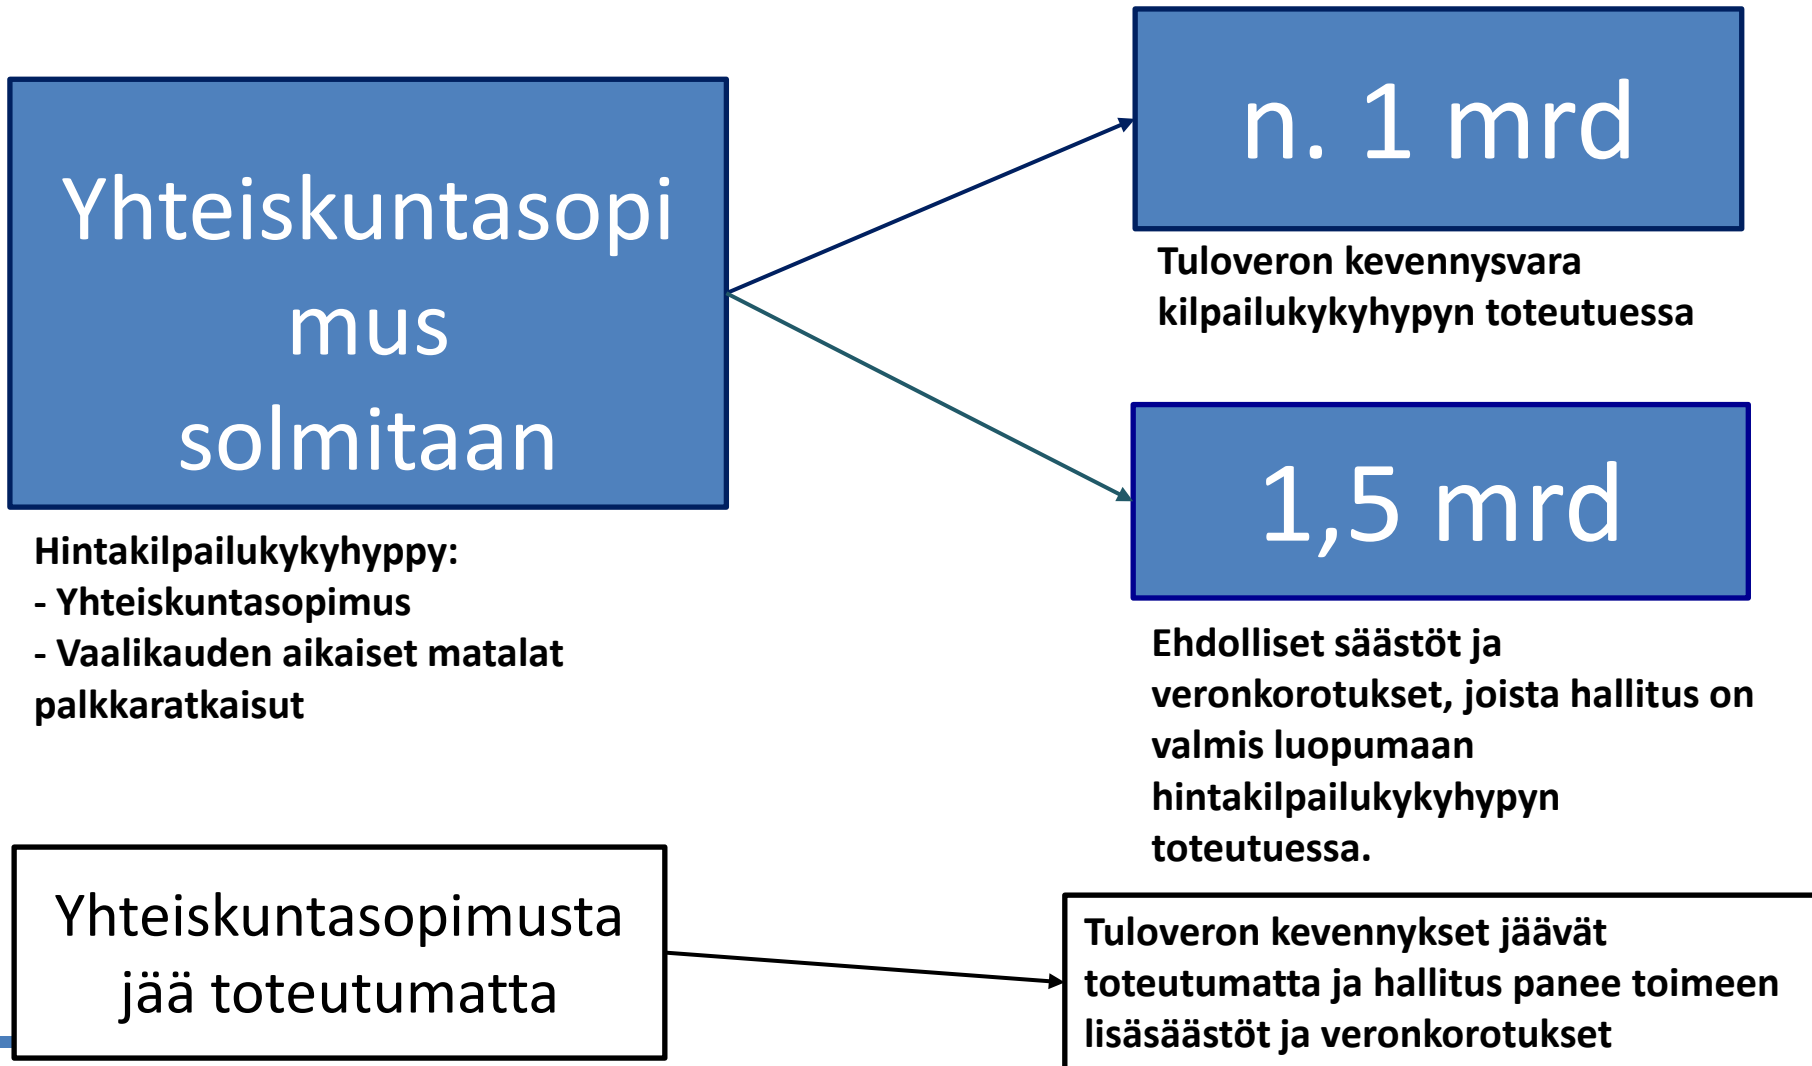 Yhteiskuntasopi
mus
solmitaan
Hintakilpailukykyhyppy:
- Yhteiskuntasopimus
- Vaalikauden aikaiset matalat
palkkaratkaisut
n. 1 mrd
Tuloveron kevennysvara
kilpailukykyhypyn toteutuessa
1,5 mrd
Ehdolliset säästöt ja
veronkorotukset, joista hallitus on
valmis luopumaan
hintakilpailukykyhypyn
toteutuessa.
Yhteiskuntasopimusta
jää toteutumatta
Tuloveron kevennykset jäävät
toteutumatta ja hallitus panee toimeen
lisäsäästöt ja veronkorotukset